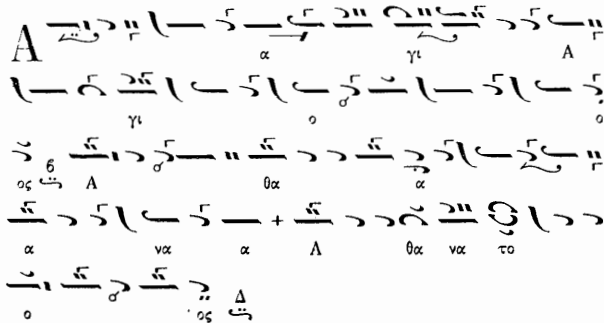 Α α γι Α
γι ο ο
ος ϐ Α θα α
α να α Λ θα να το
ο ος Δ